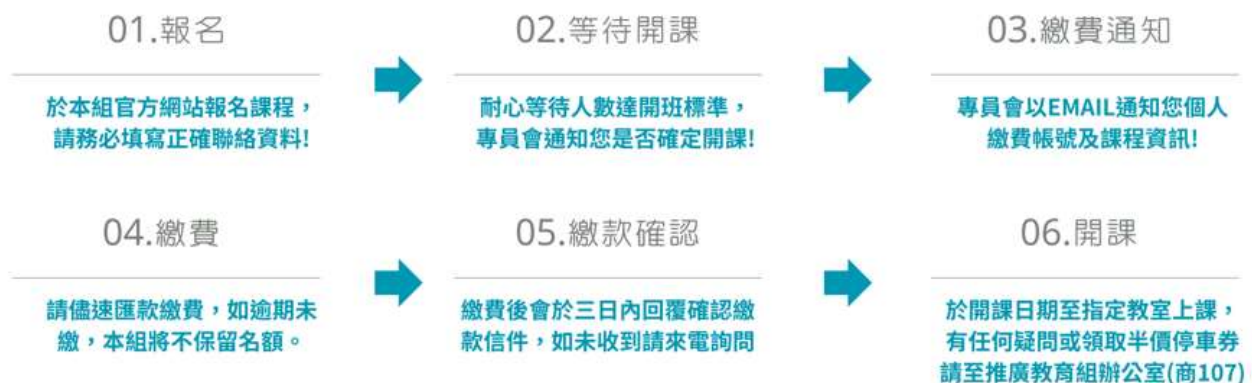 01.報名
於本組官方網站報名課程，
請務必填寫正確聯絡資料!
02.等待開課
耐心等待人數達開班標準，
專員會通知您是否確定開課!
03.繳費通知
專員會以EMAIL通知您個人
繳費帳號及課程資訊!
04.繳費
請儘速匯款繳費，如逾期未
繳，本組將不保留名額。
05.繳款確認
繳費後會於三日內回覆確認繳
款信件，如未收到請來電詢問
06.開課
於開課日期至指定教室上課，
有任何疑問或領取半價停車券
請至推廣教育組辦公室(商107)